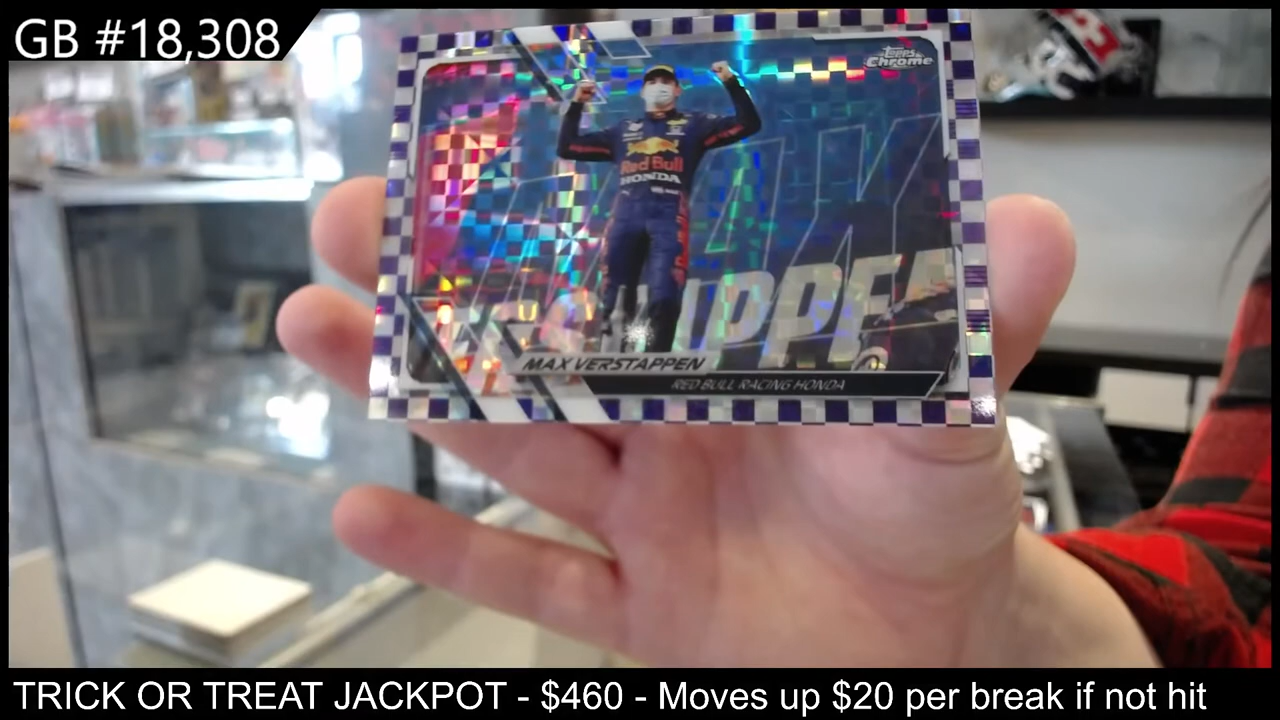 GB #18,308
Topps
Chrome
Red Bull
HONDA
MAX VERSTAPPEN
RED BULL RACING HONDA
TRICK OR TREAT JACKPOT - $460 - Moves up $20 per break if not hit